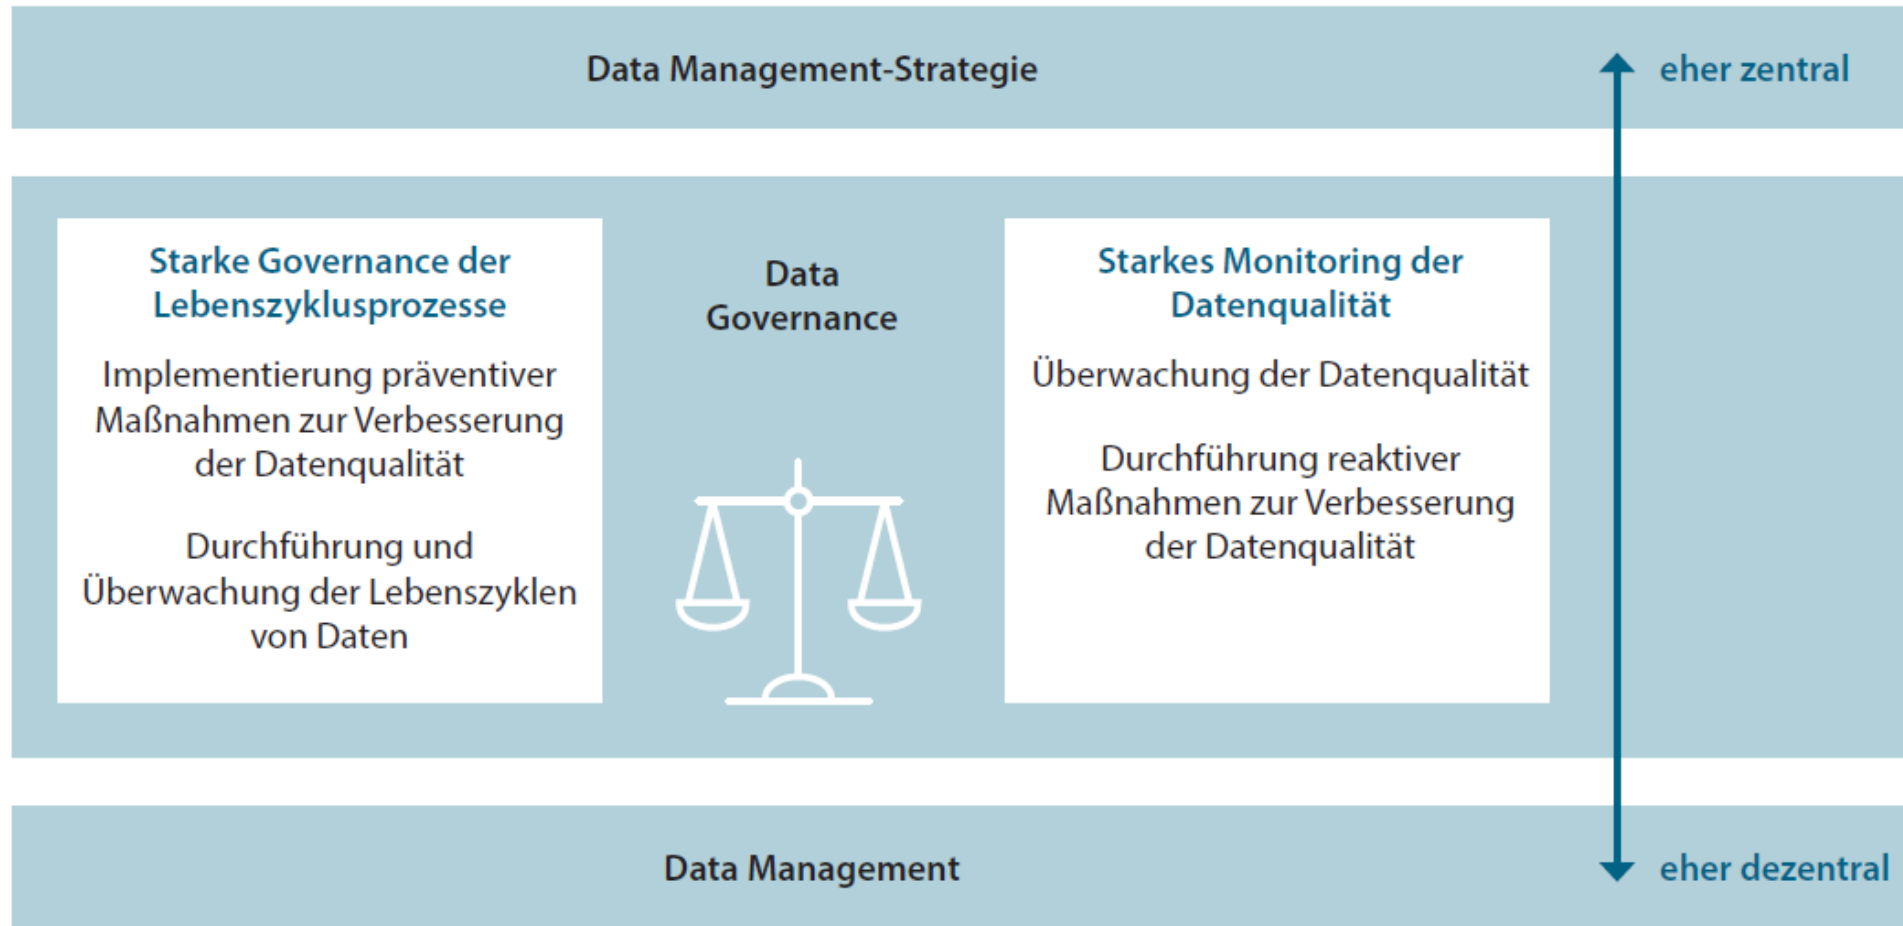 Data Management-Strategie
eher zentral
Starke Governance der
Lebenszyklusprozesse
Implementierung präventiver
Maßnahmen zur Verbesserung
der Datenqualität
Durchführung und
Überwachung der Lebenszyklen
von Daten
Data
Governance
Starkes Monitoring der
Datenqualität
Überwachung der Datenqualität
Durchführung reaktiver
Maßnahmen zur Verbesserung
der Datenqualität
Data Management
eher dezentral